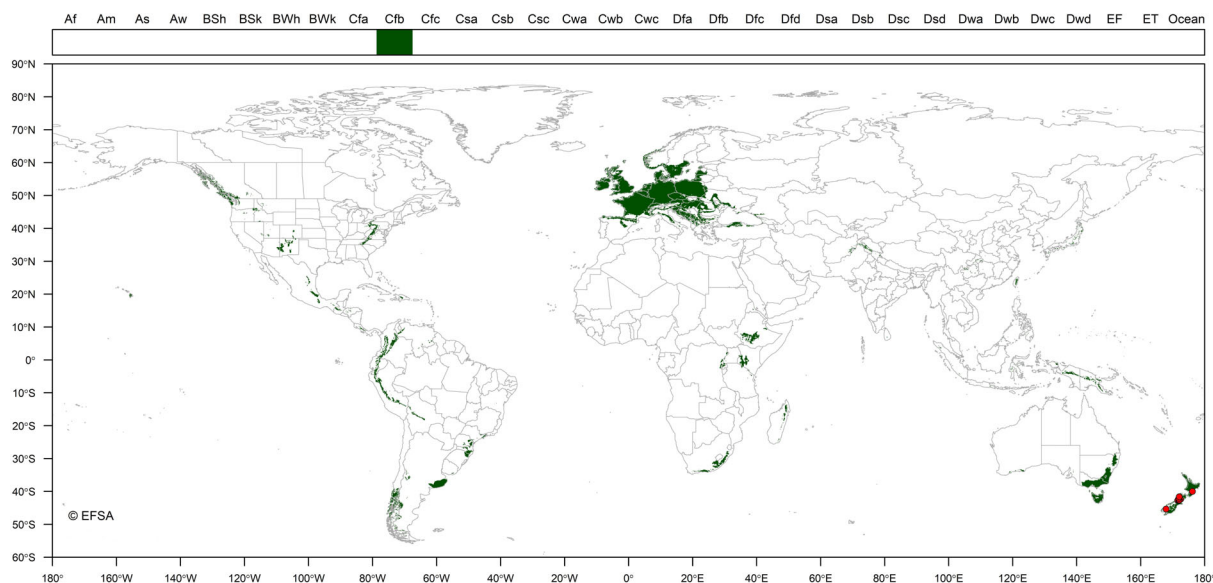 Af Am As Aw BSh BSk BWh BWk Cfa Cfb Cfc Csa Csb Csc Cwa Cwb Cwc Dfa Dfb Dfc Dfd Dsa Dsb Dsc Dsd Dwa Dwb Dwc Dwd EF ET Ocean
90°N
80°N
70°N
60°N
50°N
40°N
30°N
20°N
10°N
0°
10°S
20°S
30°S
40°S
50°S
60°S
© EFSA
180° 160°W 140°W 120°W 100°W 80°W 60°W 40°W 20°W 0° 20°E 40°E 60°E 80°E 100°E 120°E 140°E 160°E 180°